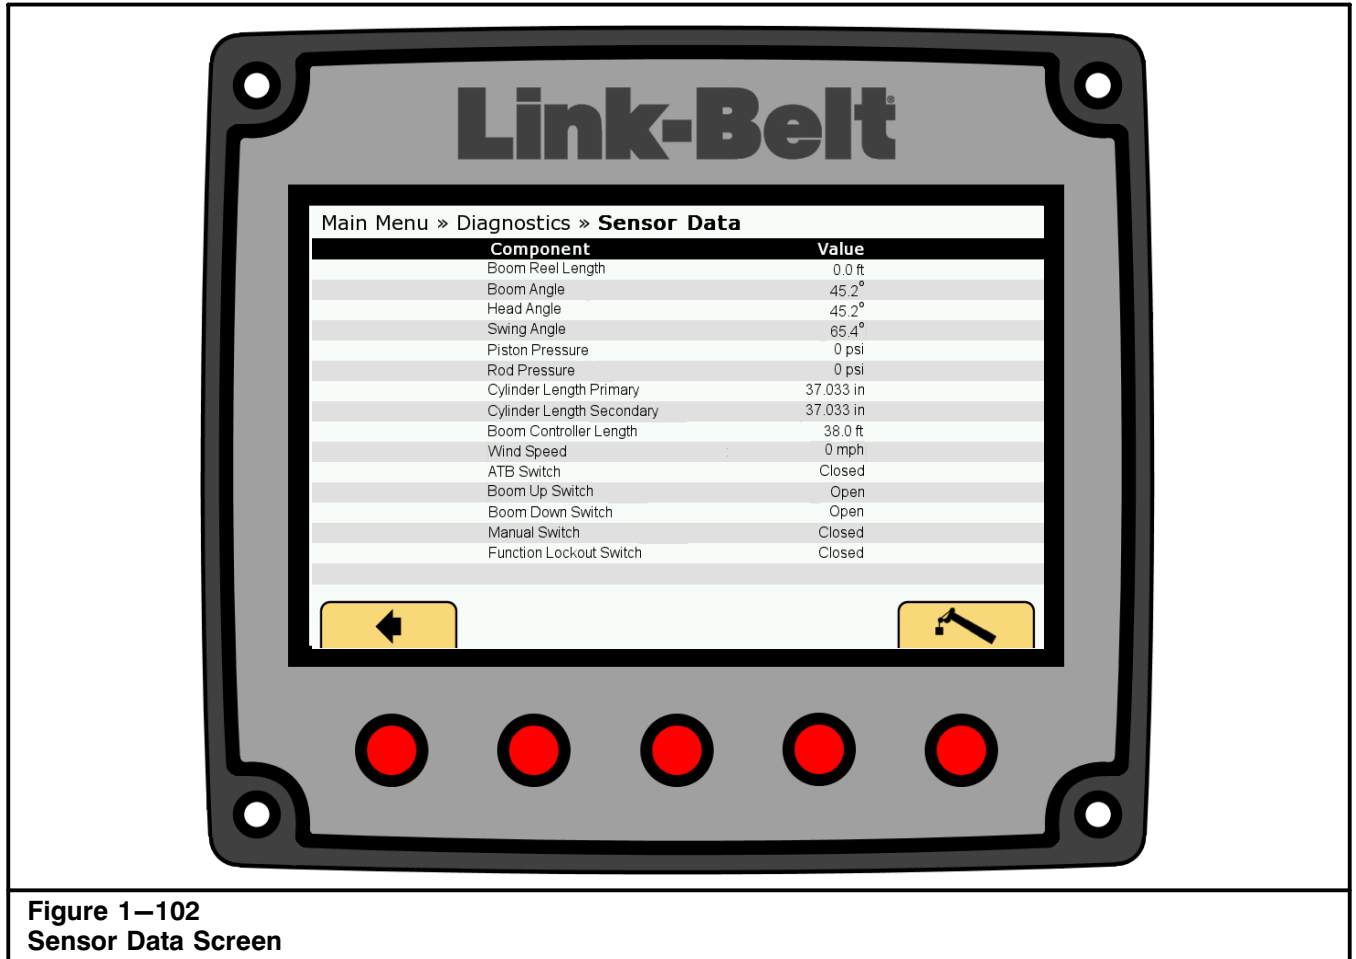 Link-Belt®
Main Menu » Diagnostics » Sensor Data
Component Value
Boom Reel Length 0.0 ft
Boom Angle 45.2°
Head Angle 45.2°
Swing Angle 65.4°
Piston Pressure 0 psi
Rod Pressure 0 psi
Cylinder Length Primary 37.033 in
Cylinder Length Secondary 37.033 in
Boom Controller Length 38.0 ft
Wind Speed 0 mph
ATB Switch Closed
Boom Up Switch Open
Boom Down Switch Open
Manual Switch Closed
Function Lockout Switch Closed
Figure 1–102
Sensor Data Screen